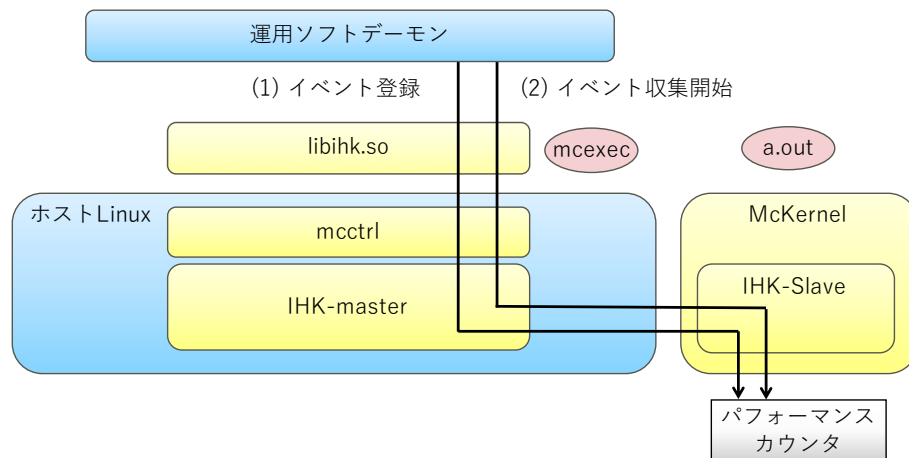 運用ソフトデーモン
(1) イベント登録
(2) イベント収集開始
libihk.so
mcexec
a.out
ホストLinux
McKernel
mcctrl
IHK-Slave
IHK-master
パフォーマンス
カウンタ